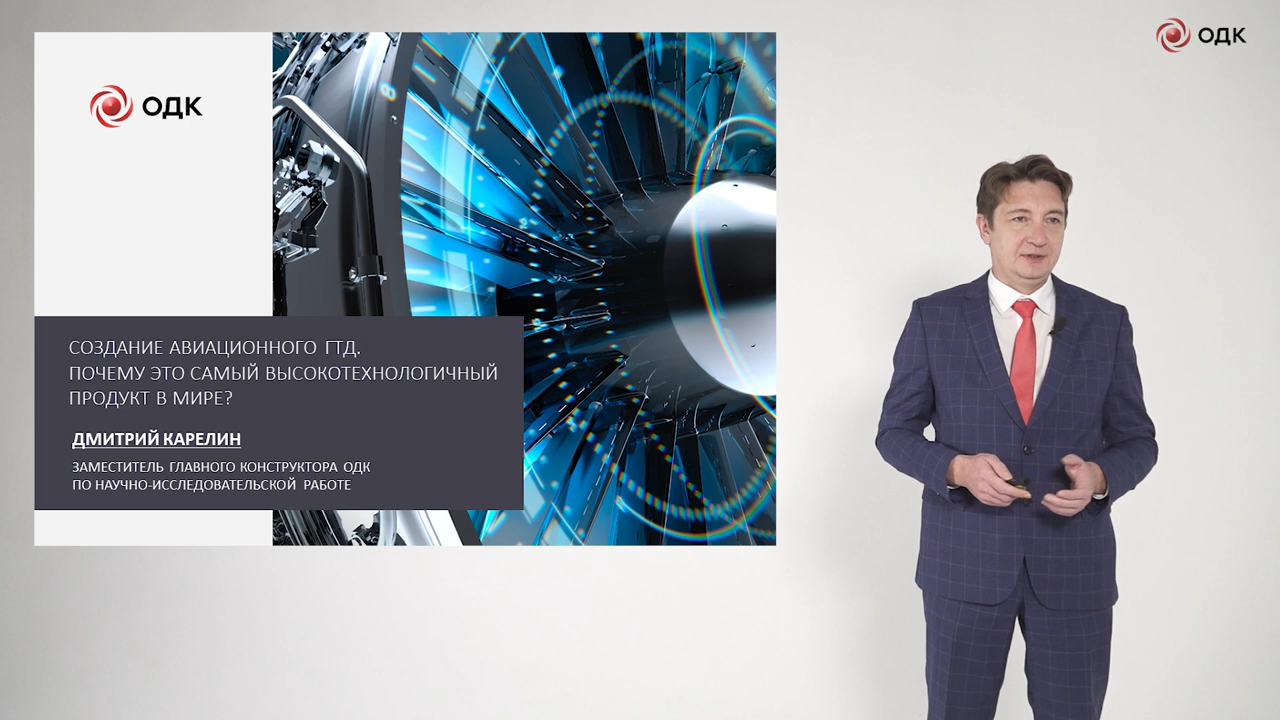 ОДК
ОДК
СОЗДАНИЕ АВИАЦИОННОГО ГТД.
ПОЧЕМУ ЭТО САМЫЙ ВЫСОКОТЕХНОЛОГИЧНЫЙ
ПРОДУКТ В МИРЕ?
ДМИТРИЙ КАРЕЛИН
ЗАМЕСТИТЕЛЬ ГЛАВНОГО КОНСТРУКТОРА ОДК
ПО НАУЧНО-ИССЛЕДОВАТЕЛЬСКОЙ РАБОТЕ